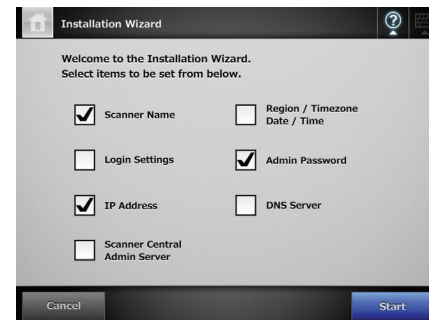 Installation Wizard
?
Welcome to the Installation Wizard.
Select items to be set from below.
Scanner Name
Region / Timezone
Date / Time
Login Settings
Admin Password
IP Address
DNS Server
Scanner Central
Admin Server
Cancel
Start